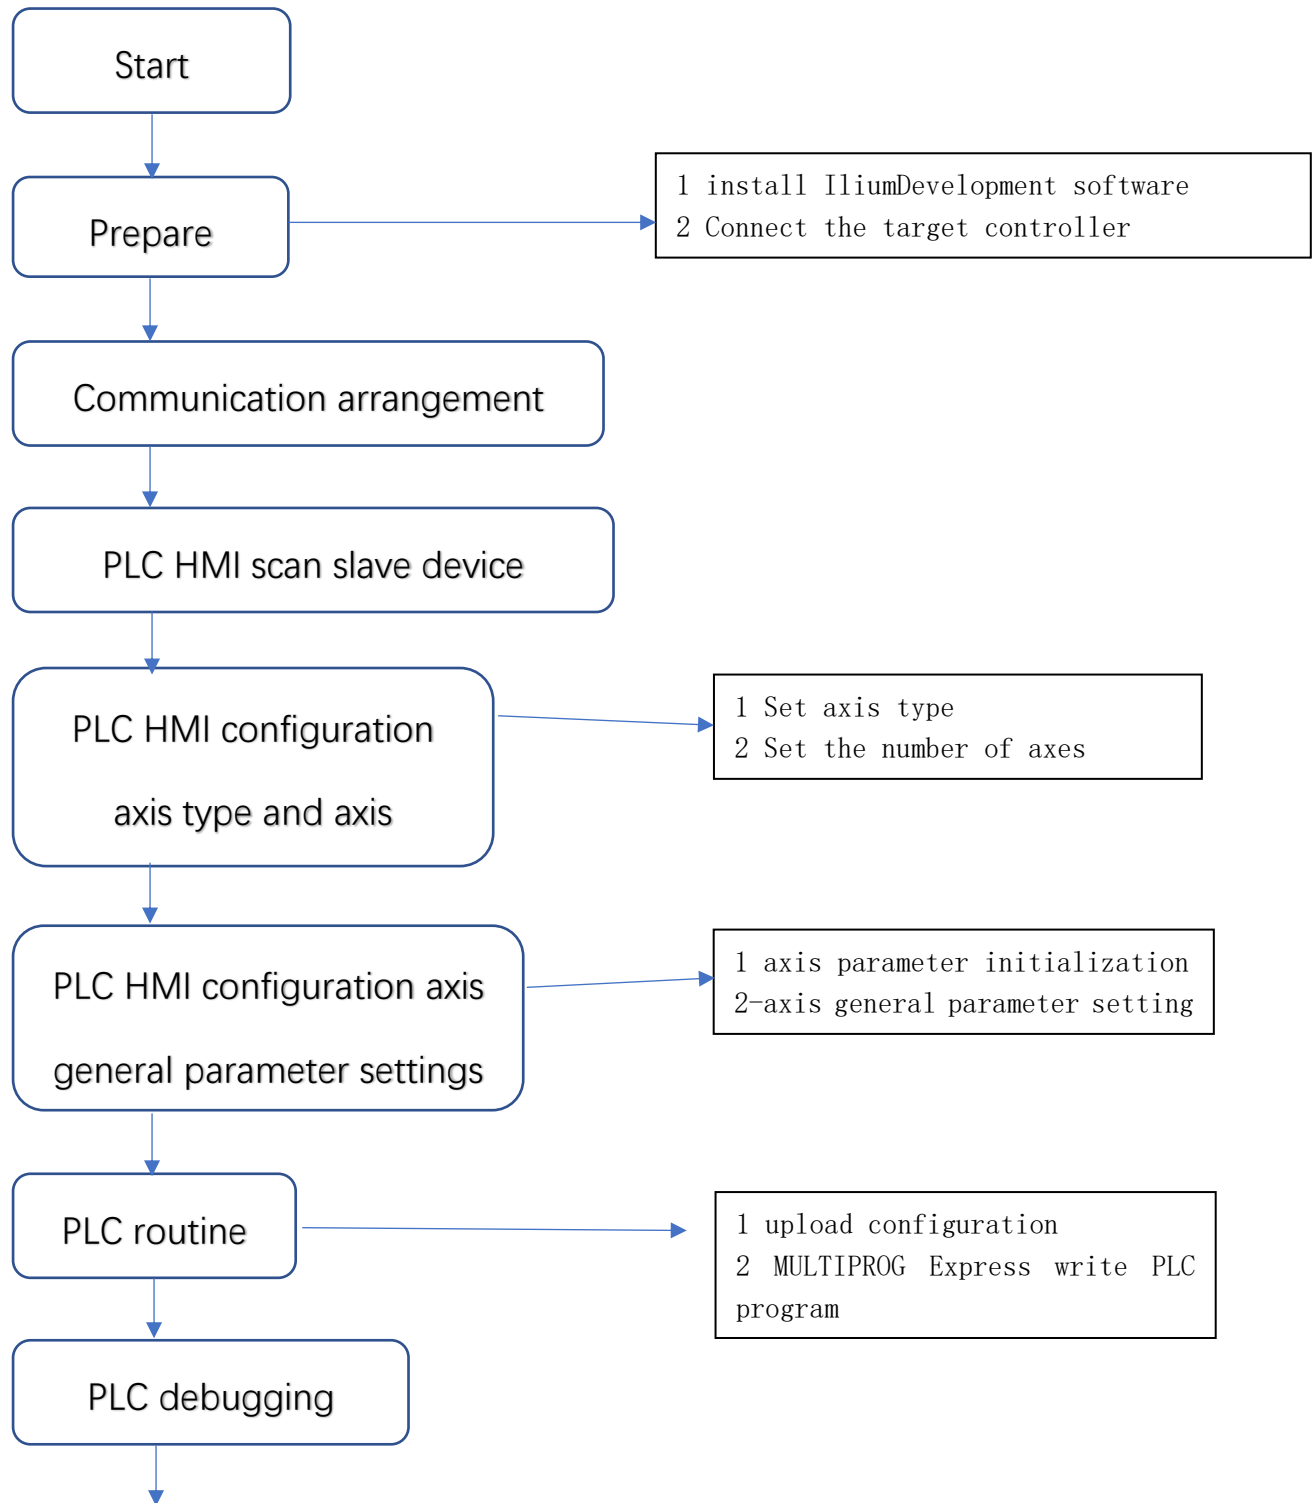 Start
Prepare
1 install IliumDevelopment software
2 Connect the target controller
Communication arrangement
PLC HMI scan slave device
PLC HMI configuration
axis type and axis
1 Set axis type
2 Set the number of axes
PLC HMI configuration axis
general parameter settings
1 axis parameter initialization
2-axis general parameter setting
PLC routine
1 upload configuration
2 MULTIPROG Express write PLC
program
PLC debugging